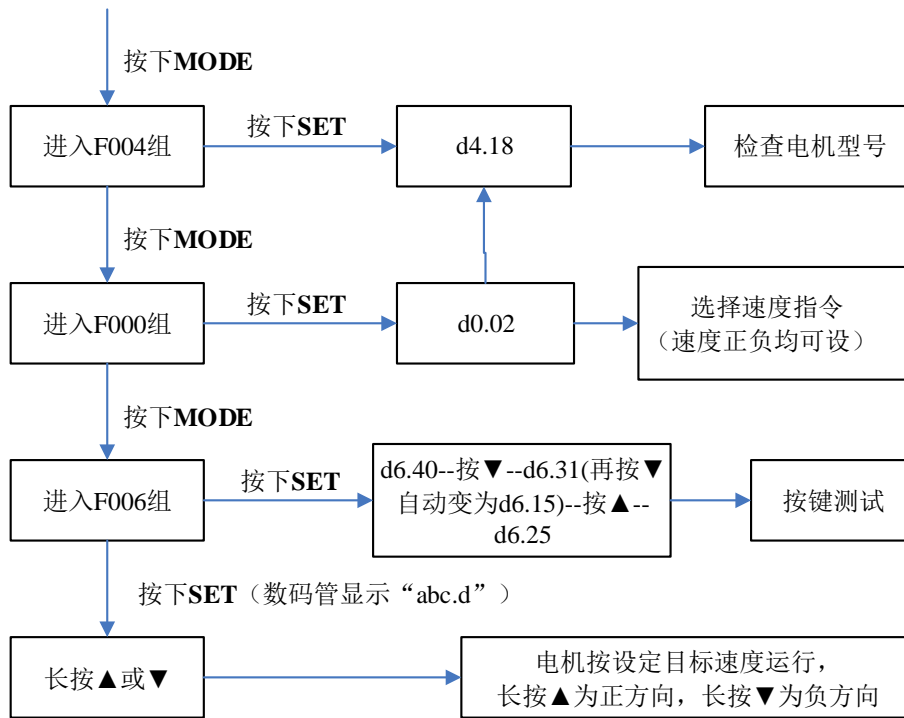 按下MODE
进入F004组
按下SET
d4.18
检查电机型号
按下MODE
进入F000组
按下SET
d0.02
选择速度指令
（速度正负均可设）
按下MODE
进入F006组
按下SET
d6.40--按▼--d6.31(再按▼
自动变为d6.15)--按▲--
d6.25
按键测试
按下SET（数码管显示“abc.d”）
长按▲或▼
电机按设定目标速度运行，
长按▲为正方向，长按▼为负方向